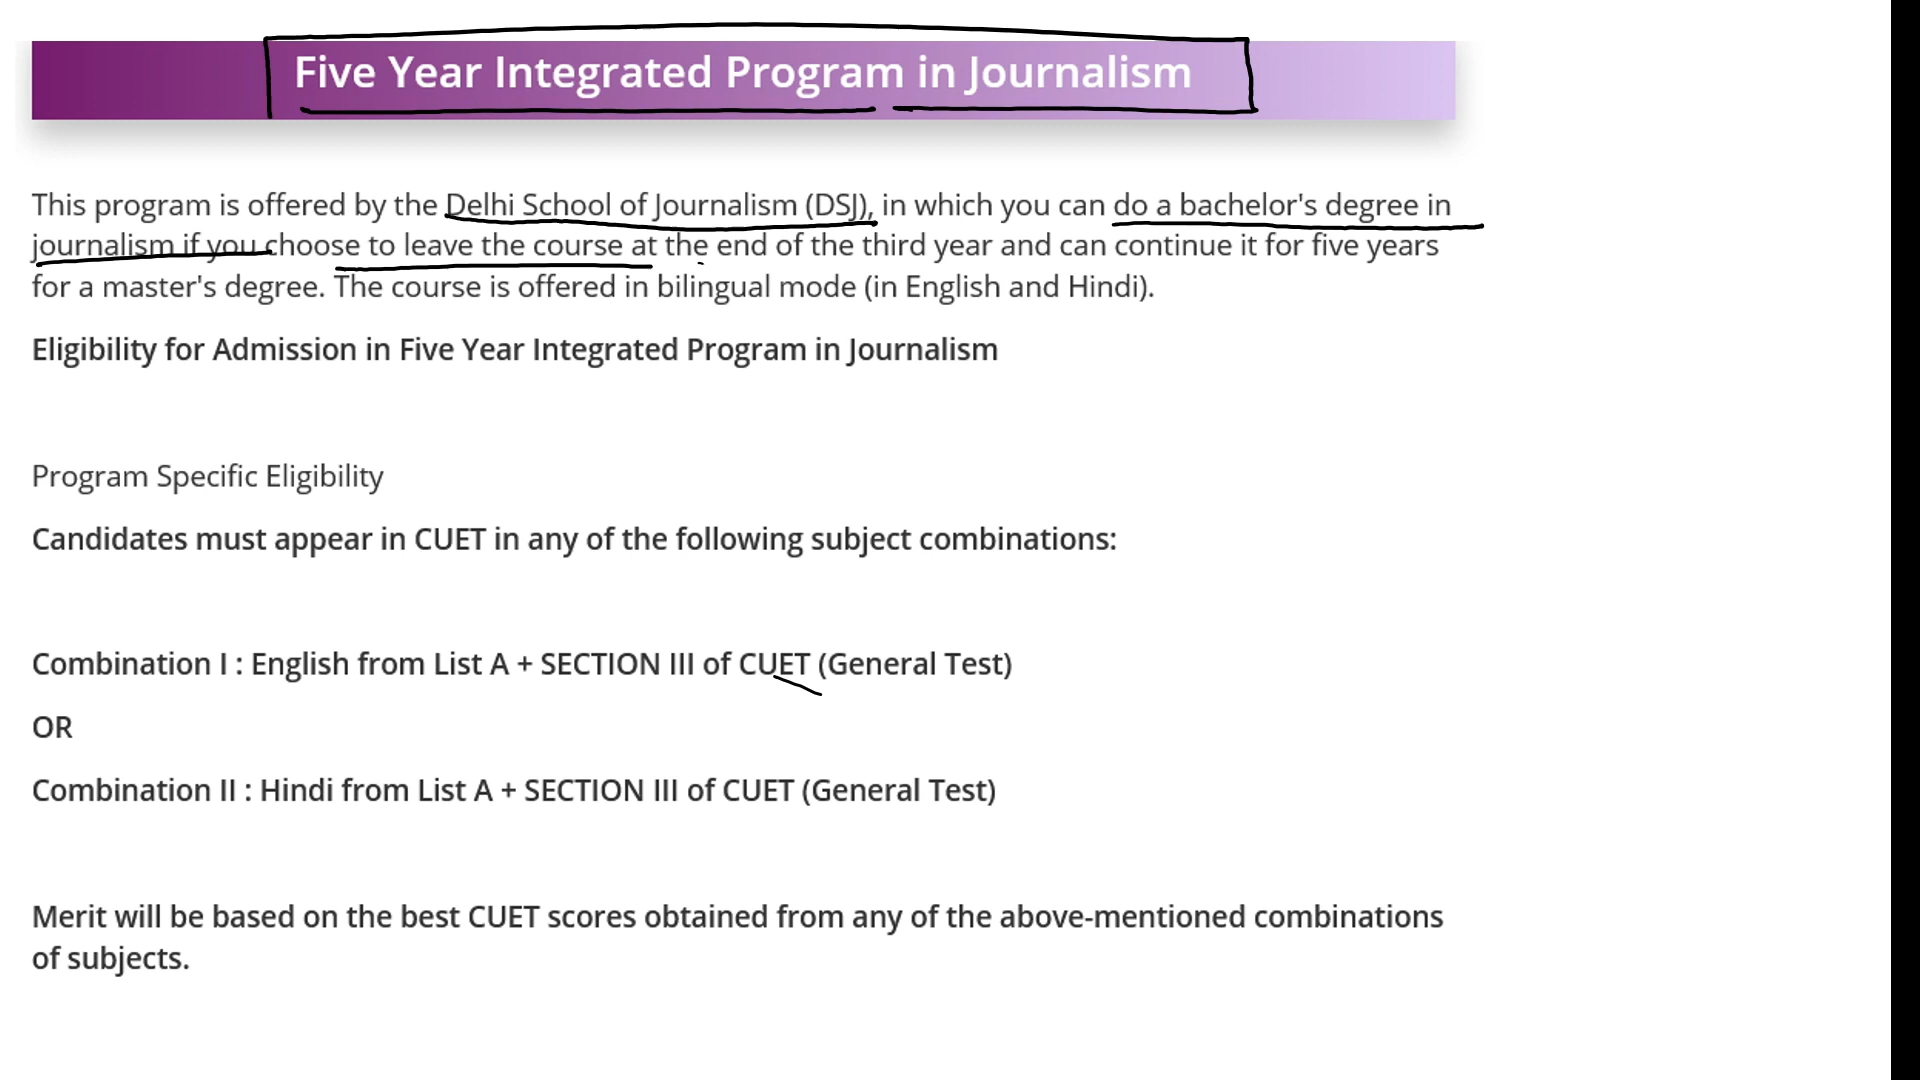 Five Year Integrated Program in Journalism
This program is offered by the Delhi School of Journalism (DSJ), in which you can do a bachelor's degree in
journalism if you choose to leave the course at the end of the third year and can continue it for five years
for a master's degree. The course is offered in bilingual mode (in English and Hindi).
Eligibility for Admission in Five Year Integrated Program in Journalism
Program Specific Eligibility
Candidates must appear in CUET in any of the following subject combinations:
Combination I : English from List A + SECTION III of CUET (General Test)
OR
Combination II : Hindi from List A + SECTION III of CUET (General Test)
Merit will be based on the best CUET scores obtained from any of the above-mentioned combinations
of subjects.